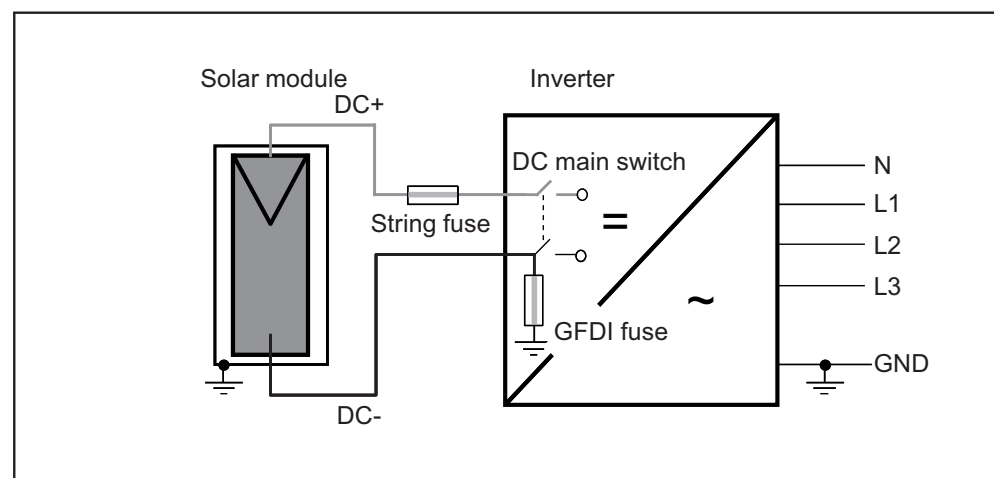 Solar module
Inverter
DC+
DC main switch
String fuse
=
~
GFDI fuse
DC-
N
L1
L2
L3
GND